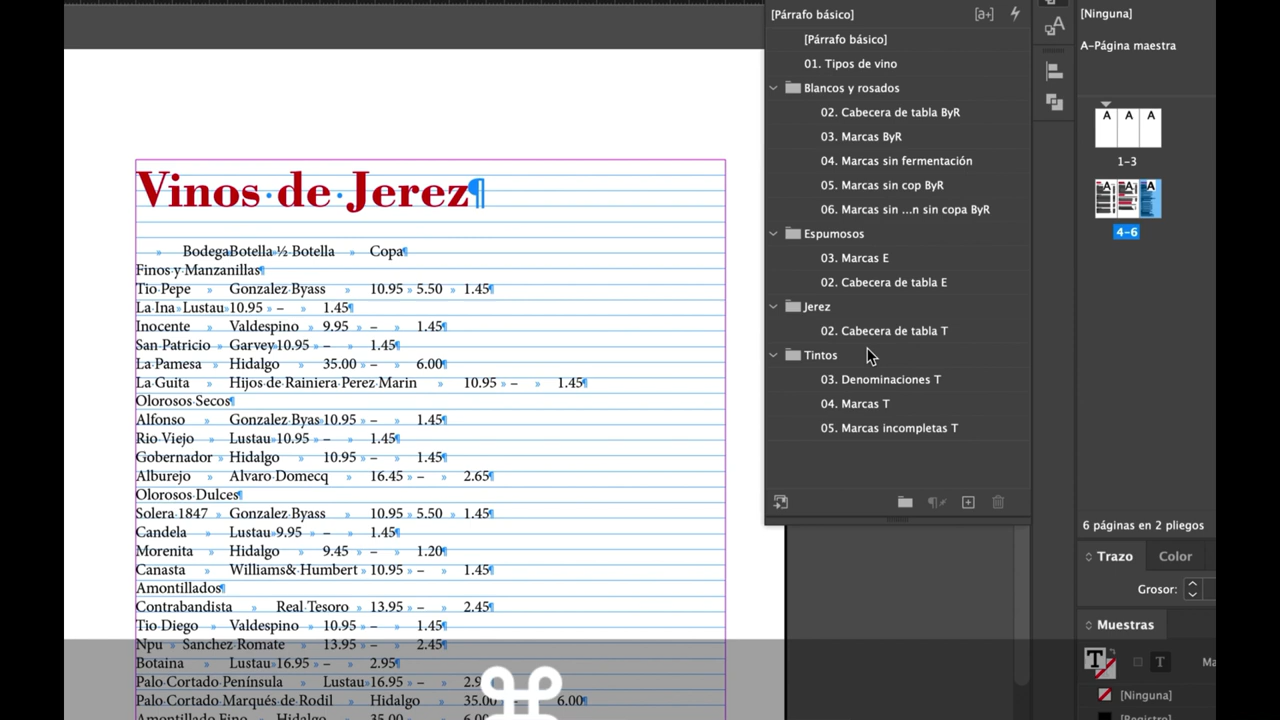 Vinos de Jerez¶
» BodegaBotella ½ Botella » Copa¶
Finos y Manzanillas¶
Tio Pepe » Gonzalez Byass 10.95 » 5.50 » 1.45¶
La Ina » Lustau » 10.95 » – » 1.45¶
Inocente » Valdespino » 9.95 » – » 1.45¶
San Patricio » Garvey 10.95 » – » 1.45¶
La Pamesa » Hidalgo » 35.00 » – » 6.00¶
La Guita » Hijos de Rainiera Perez Marin » 10.95 » – » 1.45¶
Olorosos Secos¶
Alfonso » Gonzalez Byas 10.95 » – » 1.45¶
Rio Viejo » Lustau 10.95 » – » 1.45¶
Gobernador » Hidalgo » 10.95 » – » 1.45¶
Alburejo » Alvaro Domecq » 16.45 » – » 2.65¶
Olorosos Dulces¶
Solera 1847 » Gonzalez Byass » 10.95 » 5.50 » 1.45¶
Candela » Lustau 9.95 » – » 1.45¶
Morenita » Hidalgo » 9.45 » – » 1.20¶
Canasta » Williams& Humbert » 10.95 » – » 1.45¶
Amontillados¶
Contrabandista » Real Tesoro » 13.95 » – » 2.45¶
Tio Diego » Valdespino » 10.95 » – » 1.45¶
Npu » Sanchez Romate » 13.95 » – » 2.45¶
Botaina » Lustau 16.95 » – » 2.95¶
Palo Cortado Península » Lustau 16.95 » – »
Palo Cortado Marqués de Rodil » Hidalgo » 35.00 6.00¶
Amontillado Fino » Hidalgo » 35.00 » – » 6.00
⌘
[Párrafo básico] [a+]
[Párrafo básico]
01. Tipos de vino
Blancos y rosados
02. Cabecera de tabla ByR
03. Marcas ByR
04. Marcas sin fermentación
05. Marcas sin cop ByR
06. Marcas sin ...n sin copa ByR
Espumosos
03. Marcas E
02. Cabecera de tabla E
Jerez
02. Cabecera de tabla T
Tintos
03. Denominaciones T
04. Marcas T
05. Marcas incompletas T
[Ninguna]
A-Página maestra
A A A
1-3
A A A
4-6
6 páginas en 2 pliegos
Trazo Color
Grosor:
Muestras
T T Ma
[Ninguna]